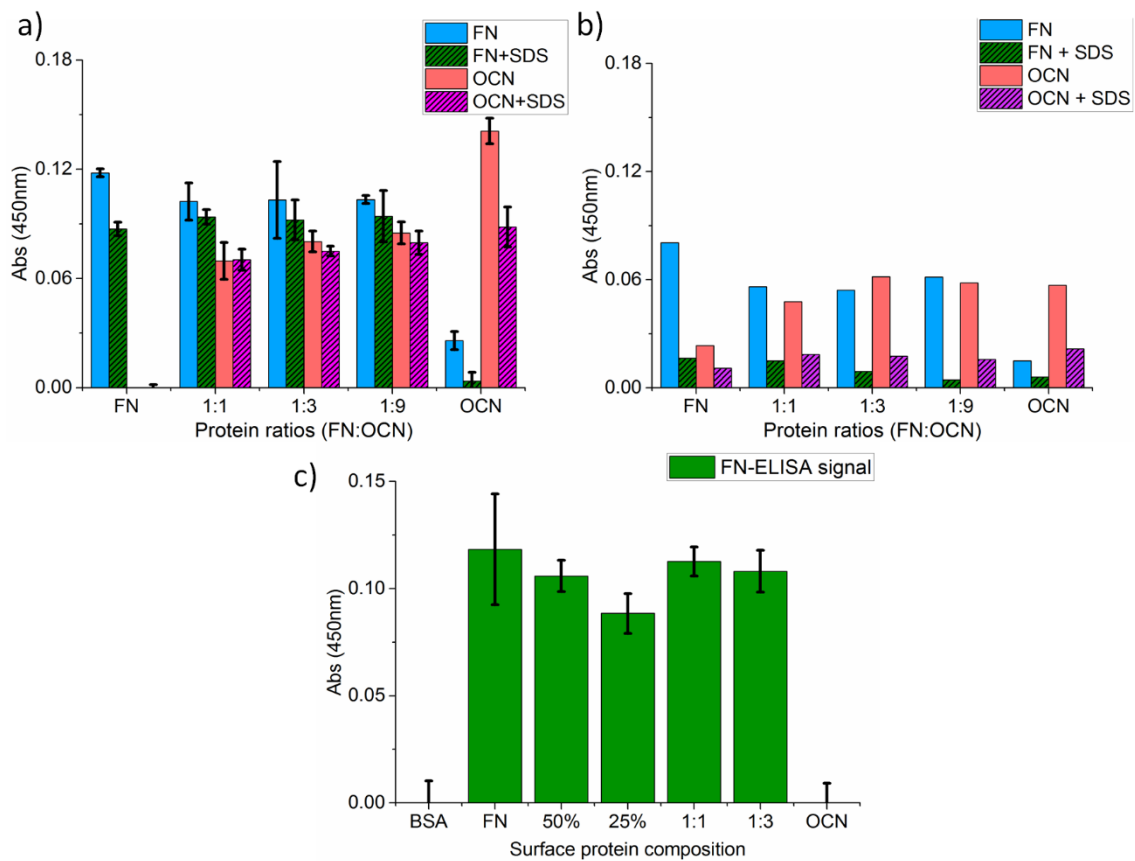 a)
FN
FN+SDS
OCN
OCN+SDS
0.18
0.12
0.06
0.00
Abs (450nm)
FN 1:1 1:3 1:9 OCN
Protein ratios (FN:OCN)
b)
FN
FN + SDS
OCN
OCN + SDS
0.18
0.12
0.06
0.00
Abs (450nm)
FN 1:1 1:3 1:9 OCN
Protein ratios (FN:OCN)
c)
FN-ELISA signal
0.15
0.10
0.05
0.00
Abs (450nm)
BSA FN 50% 25% 1:1 1:3 OCN
Surface protein composition